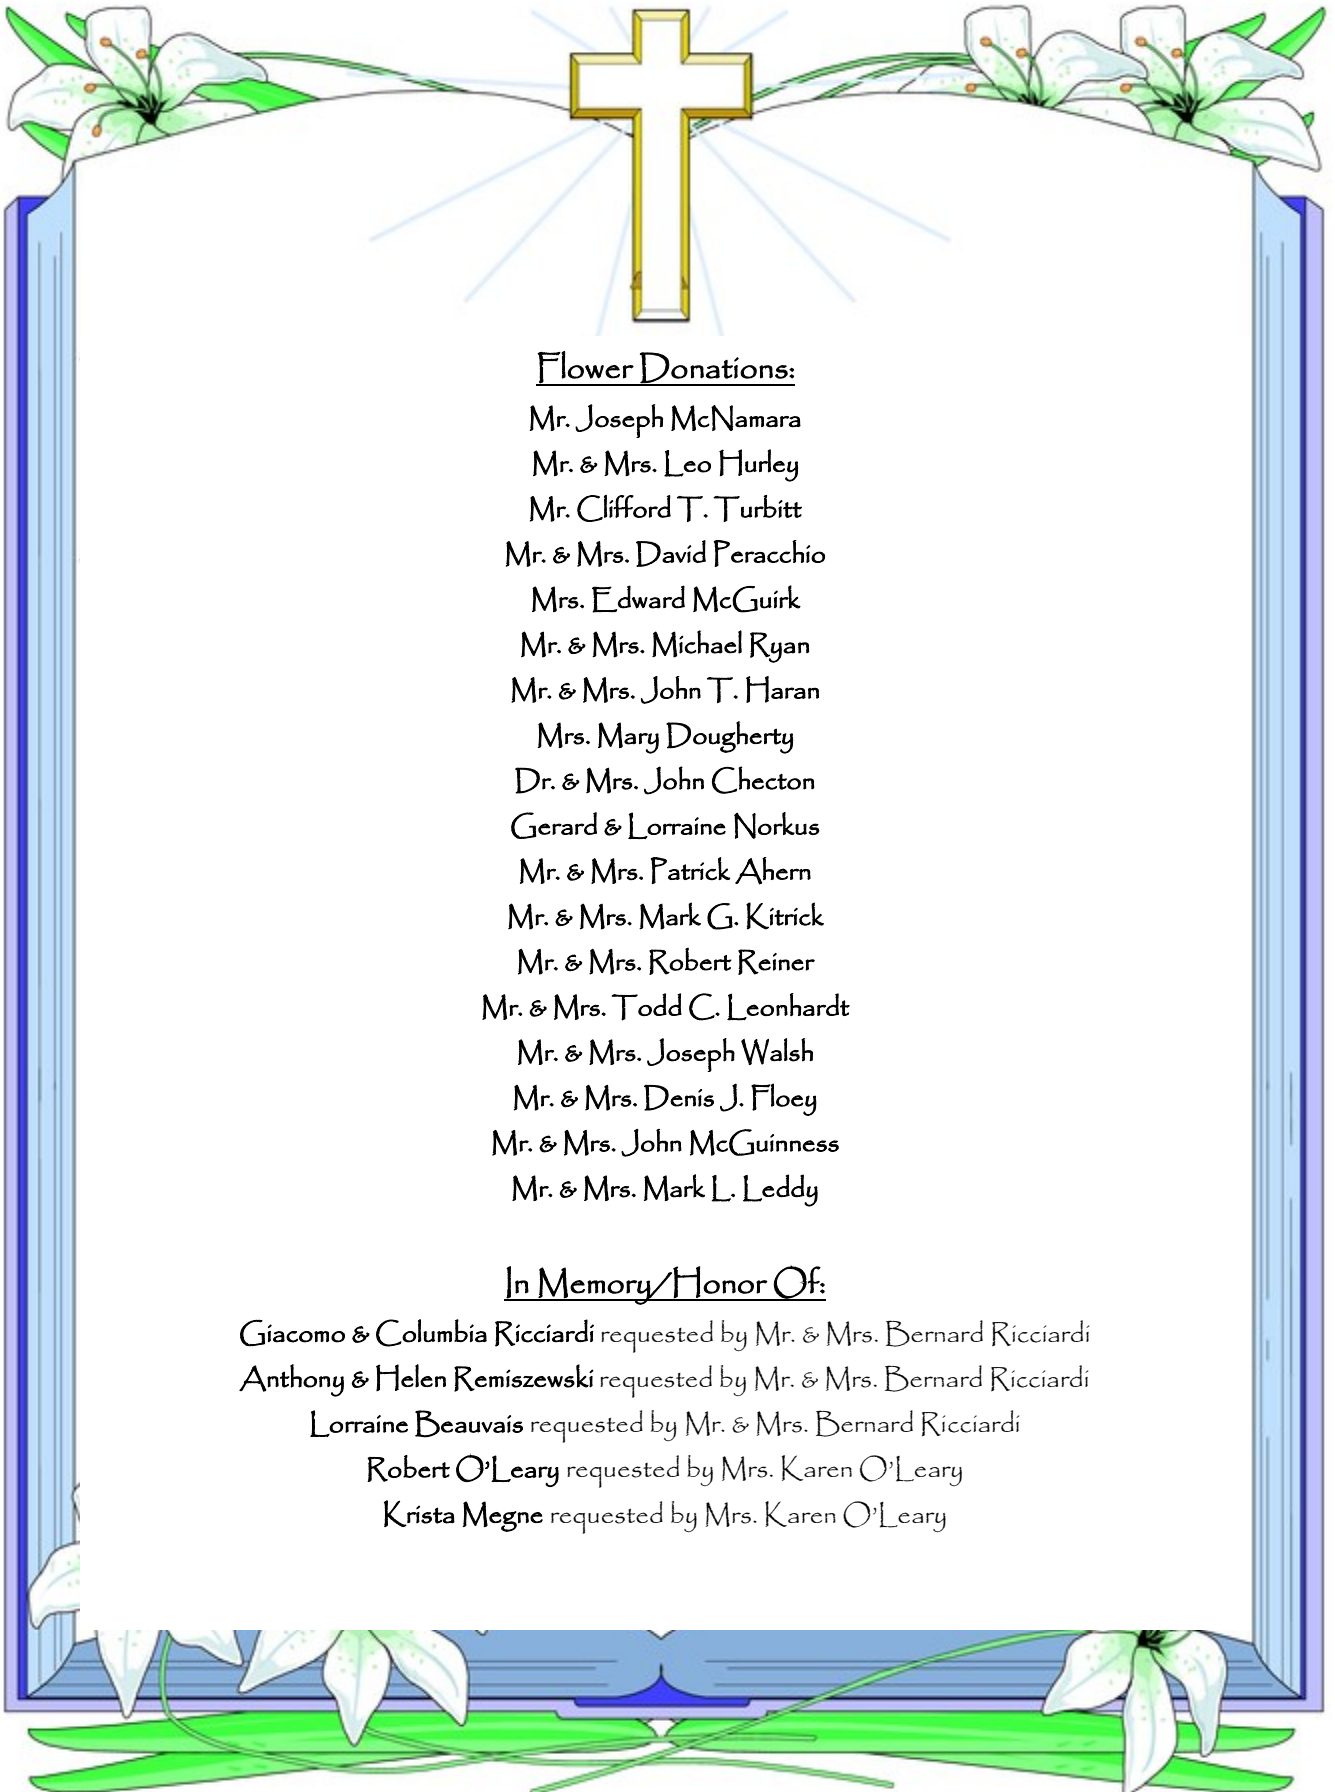 Flower Donations:
Mr. Joseph McNamara
Mr. & Mrs. Leo Hurley
Mr. Clifford T. Turbitt
Mr. & Mrs. David Peracchio
Mrs. Edward McGuirk
Mr. & Mrs. Michael Ryan
Mr. & Mrs. John T. Haran
Mrs. Mary Dougherty
Dr. & Mrs. John Checton
Gerard & Lorraine Norkus
Mr. & Mrs. Patrick Ahern
Mr. & Mrs. Mark G. Kitrick
Mr. & Mrs. Robert Reiner
Mr. & Mrs. Todd C. Leonhardt
Mr. & Mrs. Joseph Walsh
Mr. & Mrs. Denis J. Floey
Mr. & Mrs. John McGuinness
Mr. & Mrs. Mark L. Leddy
In Memory/Honor Of:
Giacomo & Columbia Ricciardi requested by Mr. & Mrs. Bernard Ricciardi
Anthony & Helen Remiszewski requested by Mr. & Mrs. Bernard Ricciardi
Lorraine Beauvais requested by Mr. & Mrs. Bernard Ricciardi
Robert O'Leary requested by Mrs. Karen O'Leary
Krista Megne requested by Mrs. Karen O'Leary